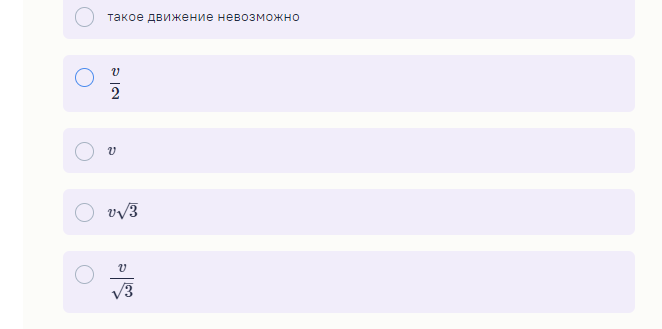 такое движение невозможно
v/2
v
v√3
v/√3